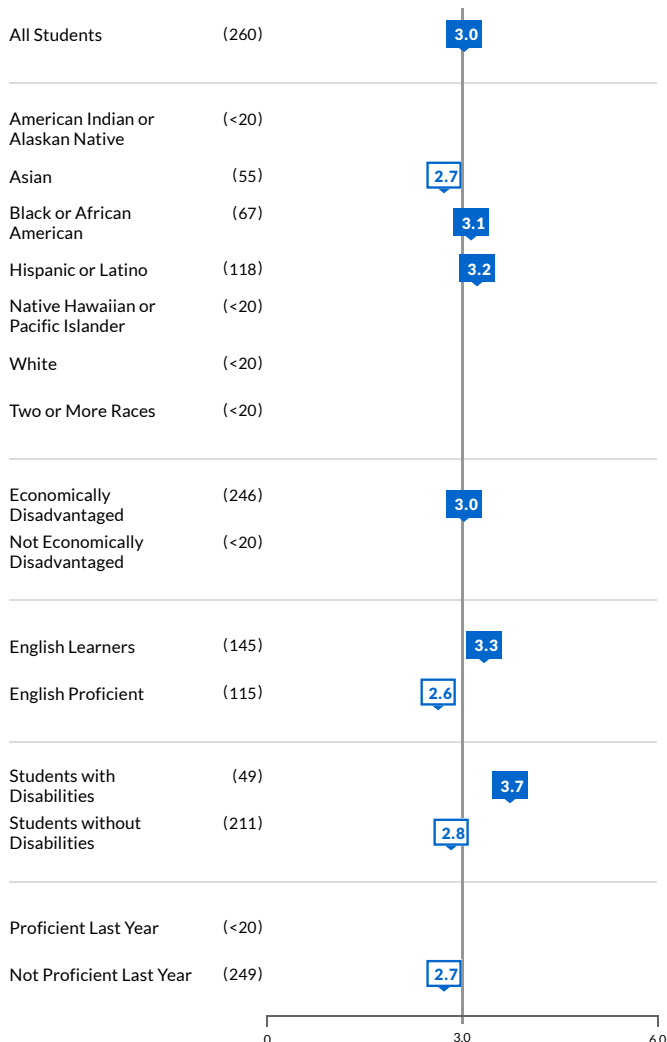 All Students (260) 3.0
American Indian or (<20)
Alaskan Native
Asian (55) 2.7
Black or African (67) 3.1
American
Hispanic or Latino (118) 3.2
Native Hawaiian or (<20)
Pacific Islander
White (<20)
Two or More Races (<20)
Economically (246) 3.0
Disadvantaged
Not Economically (<20)
Disadvantaged
English Learners (145) 3.3
English Proficient (115) 2.6
Students with (49) 3.7
Disabilities
Students without (211) 2.8
Disabilities
Proficient Last Year (<20)
Not Proficient Last Year (249) 2.7
0 3.0 6.0